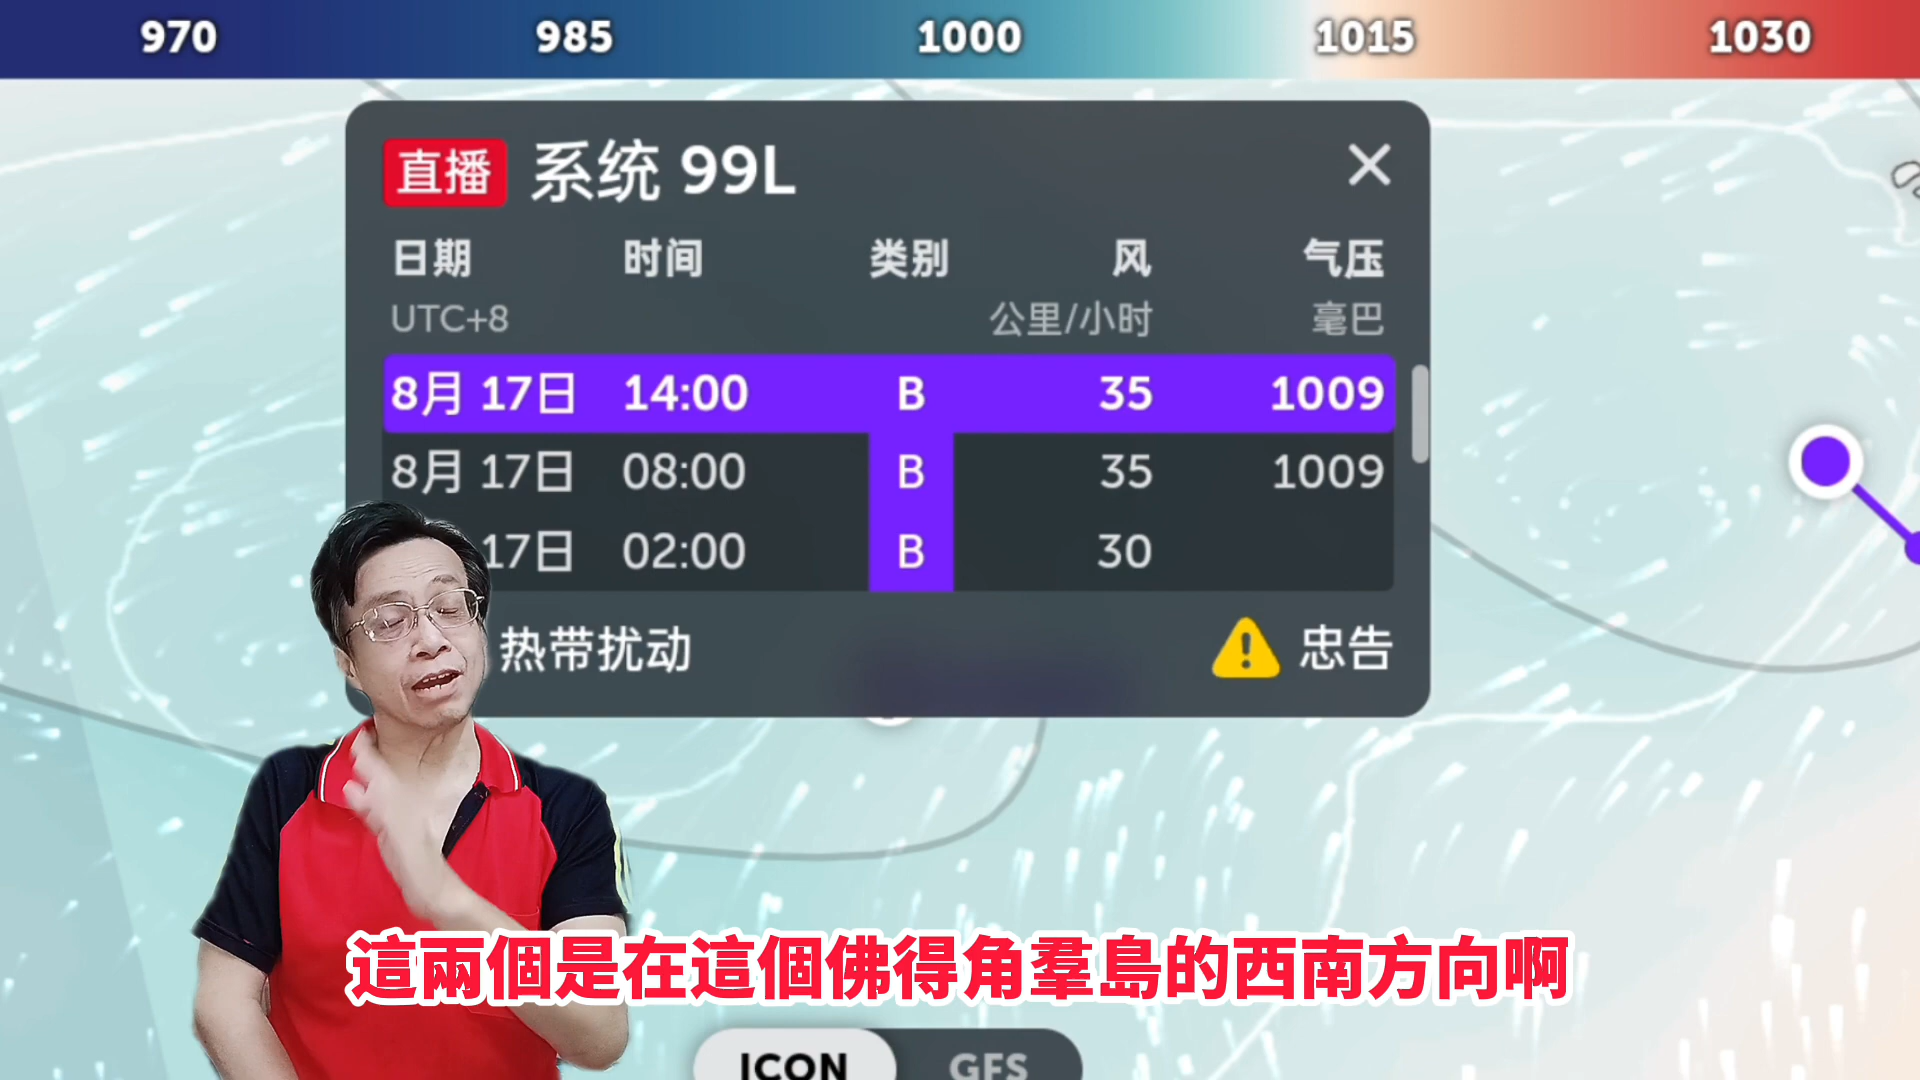 970 985 1000 1015 1030
直播 系统 99L
日期 时间 类别 风 气压
UTC+8 公里/小时 毫巴
8月 17日 14:00 B 35 1009
8月 17日 08:00 B 35 1009
17日 02:00 B 30
热带扰动 忠告
這兩個是在這個佛得角羣島的西南方向啊
ICON GFS